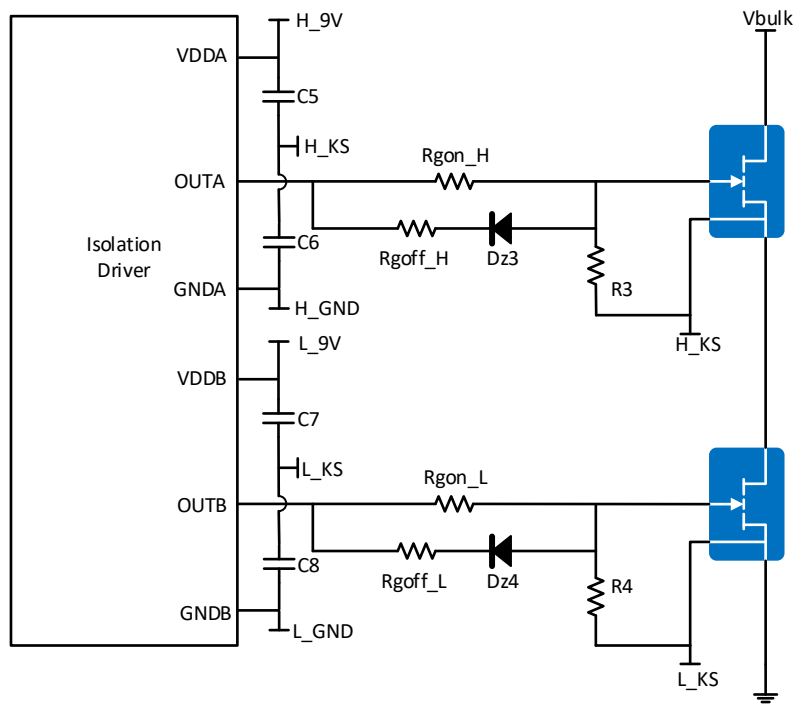 H_9V
Vbulk
VDDA
C5
H_KS
Rgon_H
OUTA
Isolation
Driver
C6
Rgoff_H
Dz3
R3
GNDA
H_GND
H_KS
L_9V
VDDB
C7
L_KS
Rgon_L
OUTB
C8
Rgoff_L
Dz4
R4
GNDB
L_GND
L_KS